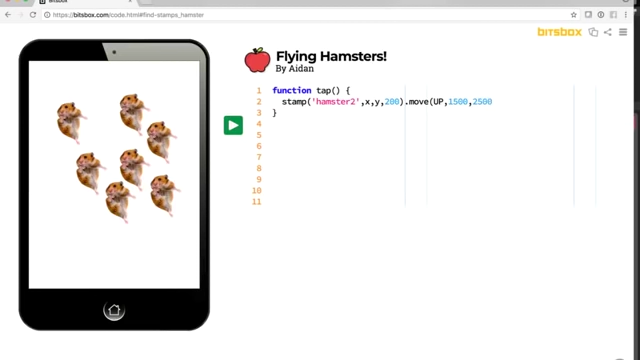 Bitsbox
https://bitsbox.com/code.html#find-stamps_hamster
bitsbox
Flying Hamsters!
By Aidan
1 function tap() {
2 stamp('hamster2',x,y,200).move(UP,1500,2500
3 }
4
5
6
7
8
9
10
11